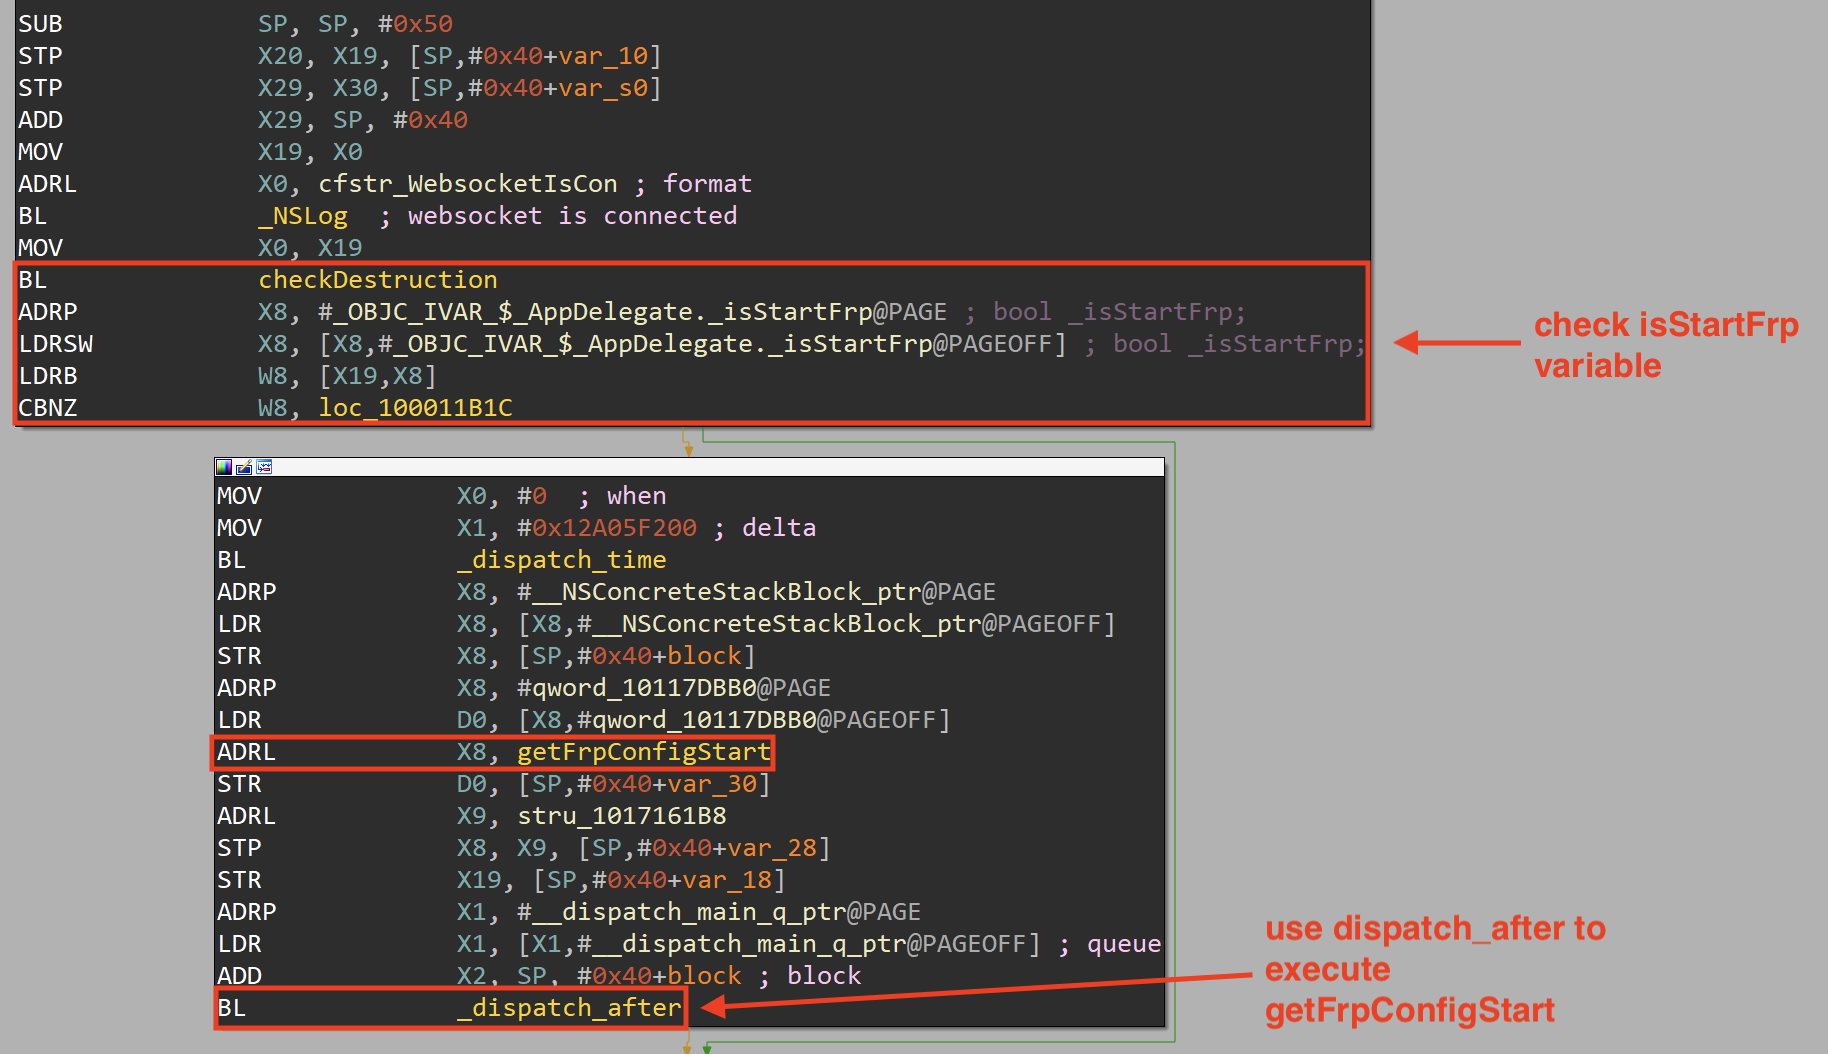 SUB SP, SP, #0x50
STP X20, X19, [SP,#0x40+var_10]
STP X29, X30, [SP,#0x40+var_s0]
ADD X29, SP, #0x40
MOV X19, X0
ADRL X0, cfstr_WebsocketIsCon ; format
BL _NSLog ; websocket is connected
MOV X0, X19
BL checkDestruction
ADRP X8, #_OBJC_IVAR_$_AppDelegate._isStartFrp@PAGE ; bool _isStartFrp;
LDRSW X8, [X8,#_OBJC_IVAR_$_AppDelegate._isStartFrp@PAGEOFF] ; bool _isStartFrp;
LDRB W8, [X19,X8]
CBNZ W8, loc_100011B1C
check isStartFrp
variable
MOV X0, #0 ; when
MOV X1, #0x12A05F200 ; delta
BL _dispatch_time
ADRP X8, #__NSConcreteStackBlock_ptr@PAGE
LDR X8, [X8,#__NSConcreteStackBlock_ptr@PAGEOFF]
STR X8, [SP,#0x40+block]
ADRP X8, #qword_10117DBB0@PAGE
LDR D0, [X8,#qword_10117DBB0@PAGEOFF]
ADRL X8, getFrpConfigStart
STR D0, [SP,#0x40+var_30]
ADRL X9, stru_1017161B8
STP X8, X9, [SP,#0x40+var_28]
STR X19, [SP,#0x40+var_18]
ADRP X1, #__dispatch_main_q_ptr@PAGE
LDR X1, [X1,#__dispatch_main_q_ptr@PAGEOFF] ; queue
ADD X2, SP, #0x40+block ; block
BL _dispatch_after
use dispatch_after to
execute
getFrpConfigStart